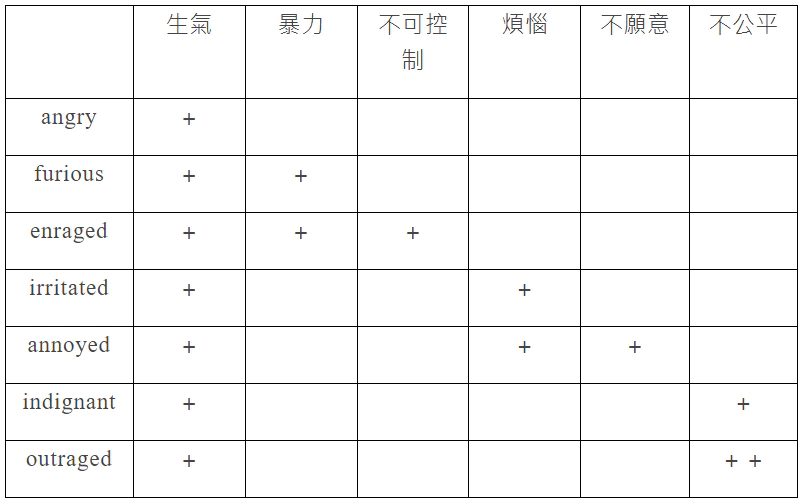 生氣 暴力 不可控制 煩惱 不願意 不公平
angry +
furious + +
enraged + + +
irritated + +
annoyed + + +
indignant + +
outraged + + +